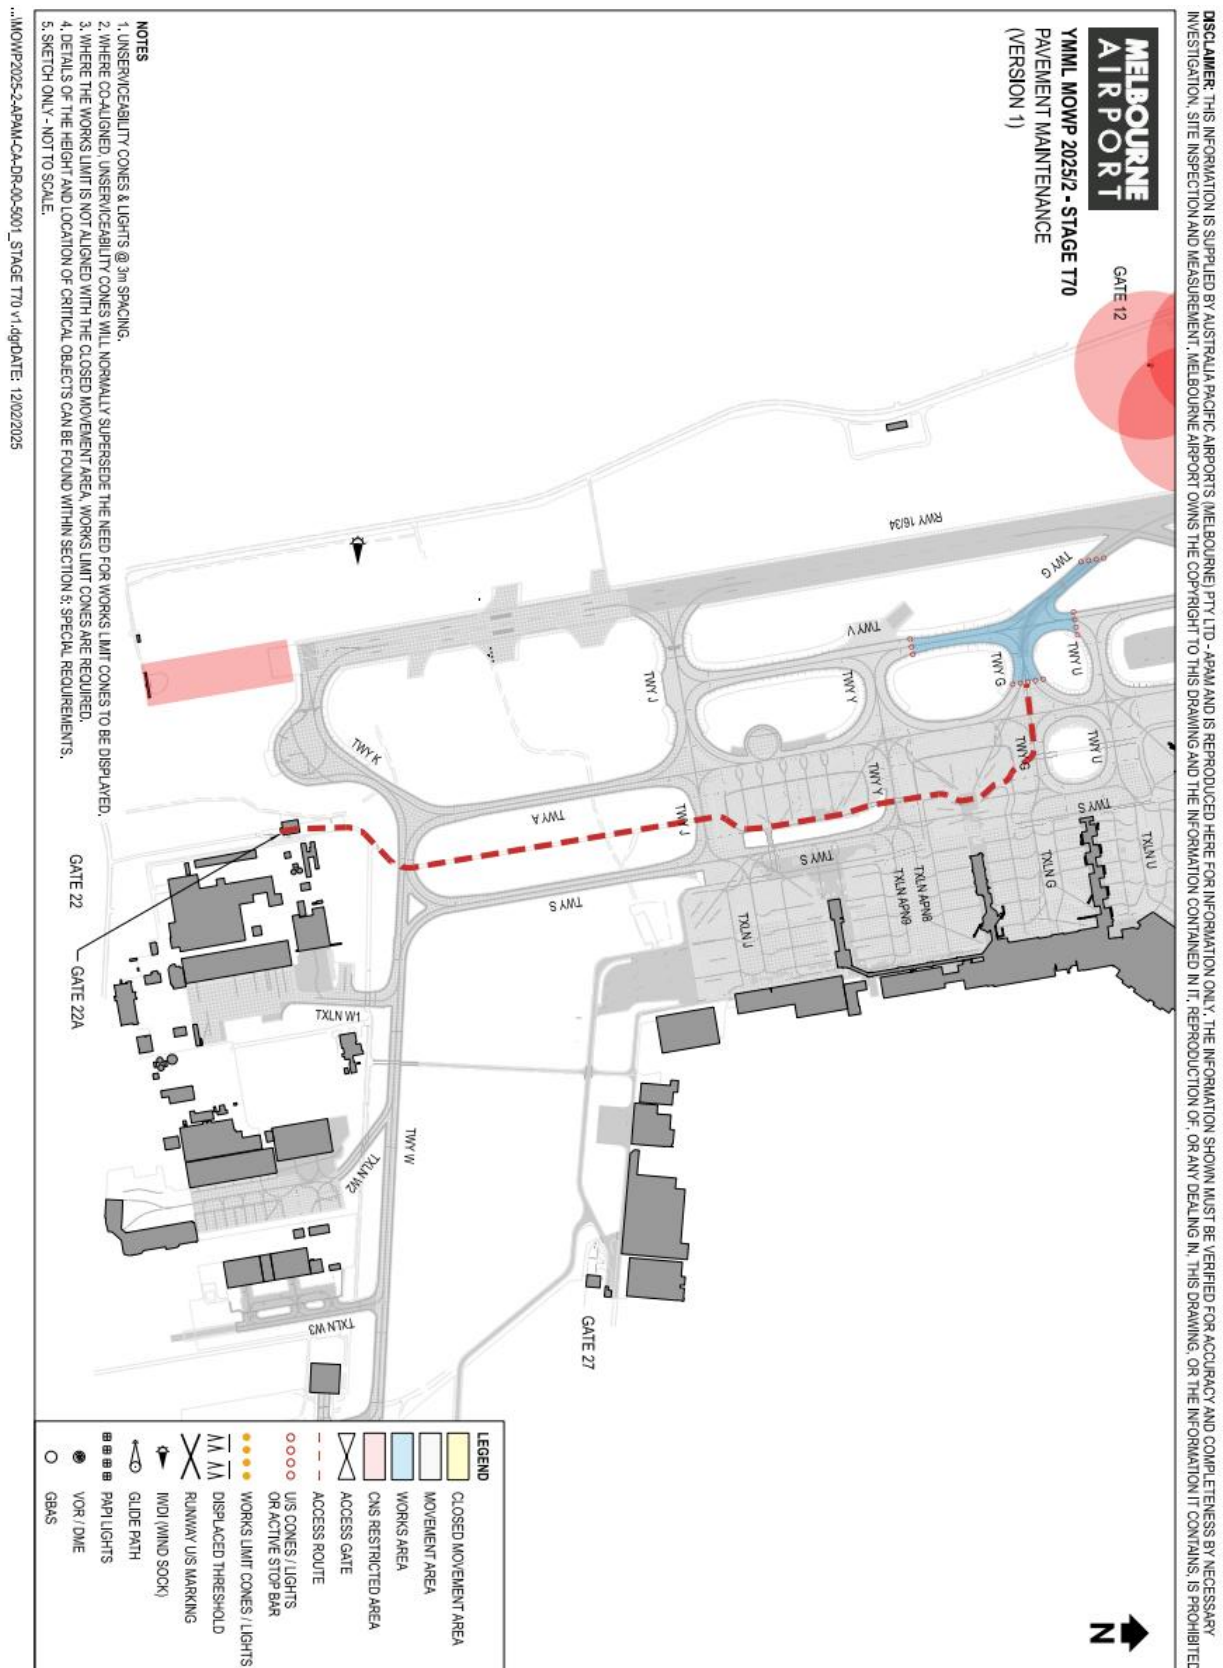 DISCLAIMER: THIS INFORMATION IS SUPPLIED BY AUSTRALIA PACIFIC AIRPORTS (MELBOURNE) PTY LTD - APAM AND IS REPRODUCED HERE FOR INFORMATION ONLY. THE INFORMATION SHOWN MUST BE VERIFIED FOR ACCURACY AND COMPLETENESS BY NECESSARY
INVESTIGATION, SITE INSPECTION AND MEASUREMENT. MELBOURNE AIRPORT OWNS THE COPYRIGHT TO THIS DRAWING AND THE INFORMATION CONTAINED IN IT. REPRODUCTION OF, OR ANY DEALING IN, THIS DRAWING, OR THE INFORMATION IT CONTAINS, IS PROHIBITED
MELBOURNE
AIRPORT
YMML MOWP 2025/2 - STAGE T70
PAVEMENT MAINTENANCE
(VERSION 1)
GATE 12
RWY 16/34
TWY G
TWY U
TWY V
TWY G
TWY J
TWY Y
TWY G
TWY U
TWY K
TWY Y
TWY S
TWY A
TWY J
TWY S
TXLN U
TXLN G
TXLN APN8
TXLN APN9
TWY S
TXLN J
GATE 22
GATE 22A
TXLN W1
TWY W
TXLN W2
TXLN W3
GATE 27
N
NOTES
1. UNSERVICEABILITY CONES & LIGHTS @ 3m SPACING.
2. WHERE CO-ALIGNED, UNSERVICEABILITY CONES WILL NORMALLY SUPERSEDE THE NEED FOR WORKS LIMIT CONES TO BE DISPLAYED.
3. WHERE THE WORKS LIMIT IS NOT ALIGNED WITH THE CLOSED MOVEMENT AREA, WORKS LIMIT CONES ARE REQUIRED.
4. DETAILS OF THE HEIGHT AND LOCATION OF CRITICAL OBJECTS CAN BE FOUND WITHIN SECTION 5: SPECIAL REQUIREMENTS.
5. SKETCH ONLY - NOT TO SCALE.
LEGEND
CLOSED MOVEMENT AREA
MOVEMENT AREA
WORKS AREA
CNS RESTRICTED AREA
ACCESS GATE
ACCESS ROUTE
U/S CONES / LIGHTS
OR ACTIVE STOP BAR
WORKS LIMIT CONES / LIGHTS
DISPLACED THRESHOLD
RUNWAY U/S MARKING
IWDI (WIND SOCK)
GLIDE PATH
PAPI LIGHTS
VOR / DME
GBAS
...\MOWP2025-2-APAM-CA-DR-00-5001_STAGE T70 v1.dgnDATE: 12/02/2025